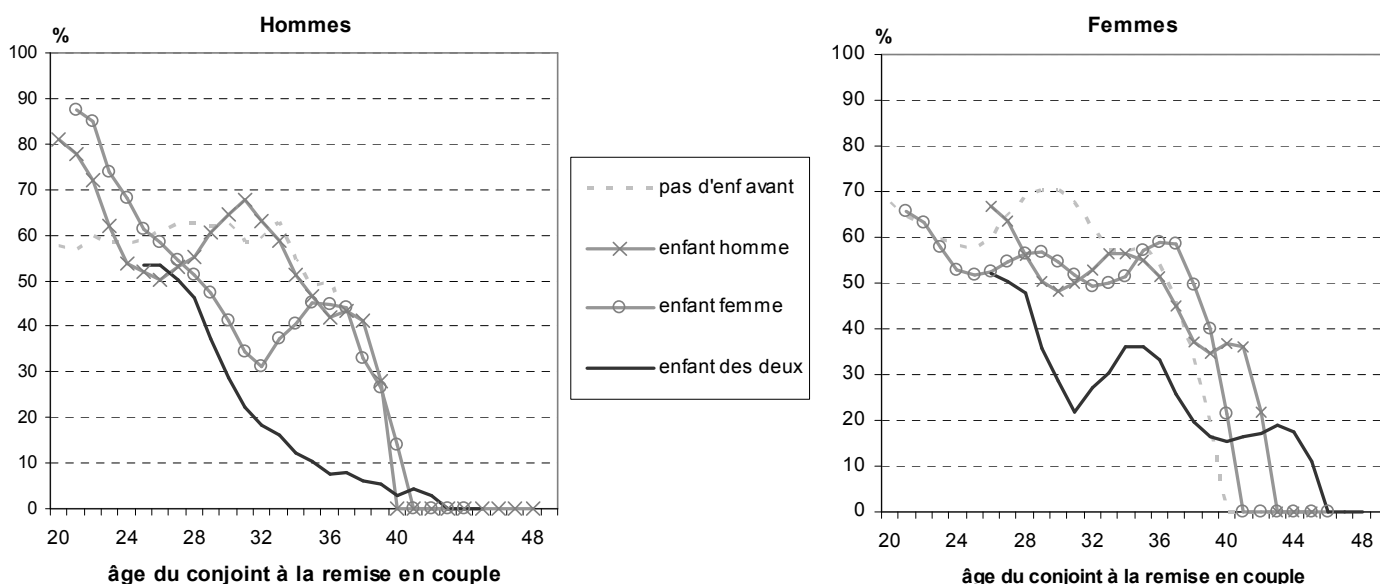 Hommes
%
100
90
80
70
60
50
40
30
20
10
0
20 24 28 32 36 40 44 48
âge du conjoint à la remise en couple
pas d'enf avant
enfant homme
enfant femme
enfant des deux
Femmes
%
100
90
80
70
60
50
40
30
20
10
0
20 24 28 32 36 40 44 48
âge du conjoint à la remise en couple